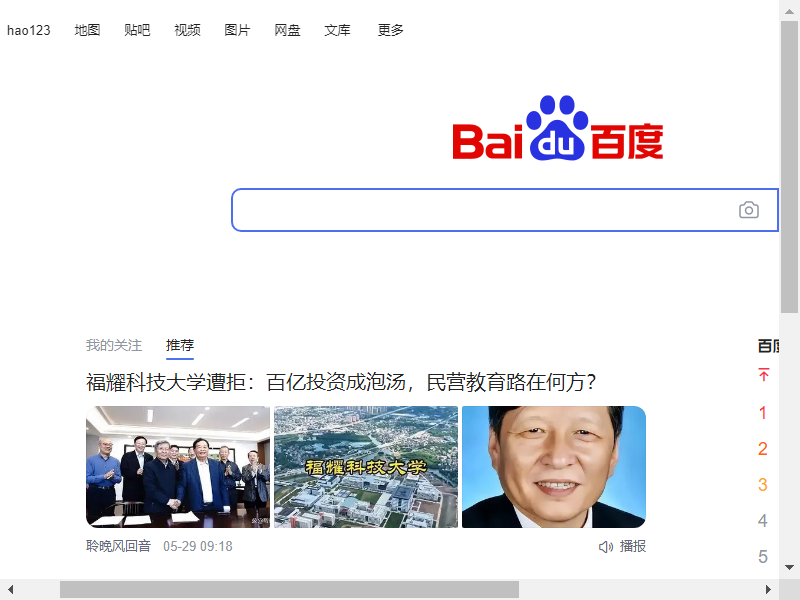 hao123 地图 贴吧 视频 图片 网盘 文库 更多
Bai du 百度
我的关注 推荐
百
福耀科技大学遭拒：百亿投资成泡汤，民营教育路在何方？
1
2
3
4
5
福耀科技大学
聆晚风回音 05-29 09:18 播报